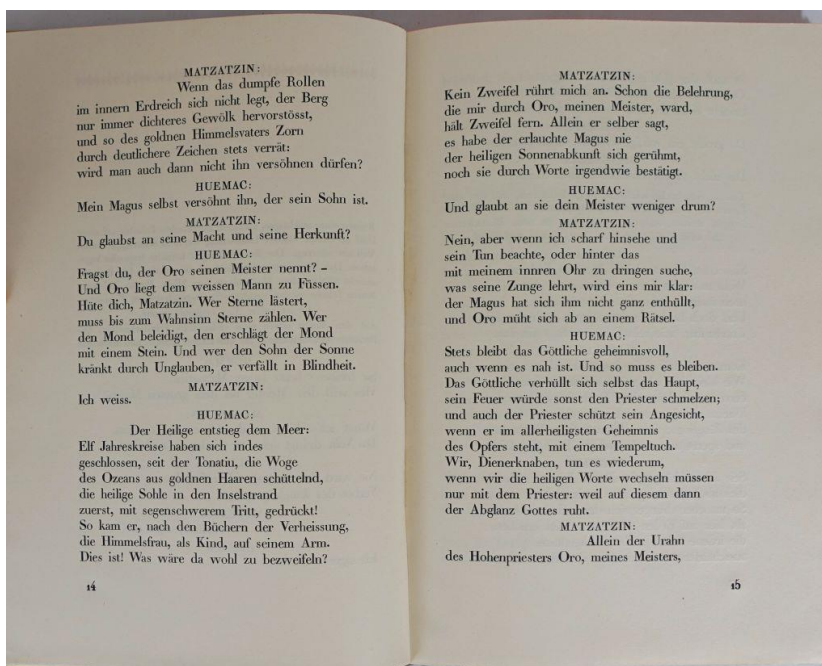 MATZATZIN:
Wenn das dumpfe Rollen
im innern Erdreich sich nicht legt, der Berg
nur immer dichteres Gewölk hervorstösst,
und so des goldnen Himmelsvaters Zorn
durch deutlichere Zeichen stets verrät:
wird man auch dann nicht ihn versöhnen dürfen?
HUEMAC:
Mein Magus selbst versöhnt ihn, der sein Sohn ist.
MATZATZIN:
Du glaubst an seine Macht und seine Herkunft?
HUEMAC:
Fragst du, der Oro seinen Meister nennt? –
Und Oro liegt dem weissen Mann zu Füssen.
Hüte dich, Matzatzin. Wer Sterne lästert,
muss bis zum Wahnsinn Sterne zählen. Wer
den Mond beleidigt, den erschlägt der Mond
mit einem Stein. Und wer den Sohn der Sonne
kränkt durch Unglauben, er verfällt in Blindheit.
MATZATZIN:
Ich weiss.
HUEMAC:
Der Heilige entstieg dem Meer:
Elf Jahreskreise haben sich indes
geschlossen, seit der Tonatiu, die Woge
des Ozeans aus goldnen Haaren schüttelnd,
die heilige Sohle in den Inselstrand
zuerst, mit segenschwerem Tritt, gedrückt!
So kam er, nach den Büchern der Verheissung,
die Himmelsfrau, als Kind, auf seinem Arm.
Dies ist! Was wäre da wohl zu bezweifeln?
14
MATZATZIN:
Kein Zweifel rührt mich an. Schon die Belehrung,
die mir durch Oro, meinen Meister, ward,
hält Zweifel fern. Allein er selber sagt,
es habe der erlauchte Magus nie
der heiligen Sonnenabkunft sich gerühmt,
noch sie durch Worte irgendwie bestätigt.
HUEMAC:
Und glaubt an sie dein Meister weniger drum?
MATZATZIN:
Nein, aber wenn ich scharf hinsehe und
sein Tun beachte, oder hinter das
mit meinem innren Ohr zu dringen suche,
was seine Zunge lehrt, wird eins mir klar:
der Magus hat sich ihm nicht ganz enthüllt,
und Oro müht sich ab an einem Rätsel.
HUEMAC:
Stets bleibt das Göttliche geheimnisvoll,
auch wenn es nah ist. Und so muss es bleiben.
Das Göttliche verhüllt sich selbst das Haupt,
sein Feuer würde sonst den Priester schmelzen;
und auch der Priester schützt sein Angesicht,
wenn er im allerheiligsten Geheimnis
des Opfers steht, mit einem Tempeltuch.
Wir, Dienerknaben, tun es wiederum,
wenn wir die heiligen Worte wechseln müssen
nur mit dem Priester: weil auf diesem dann
der Abglanz Gottes ruht.
MATZATZIN:
Allein der Urahn
des Hohenpriesters Oro, meines Meisters,
15